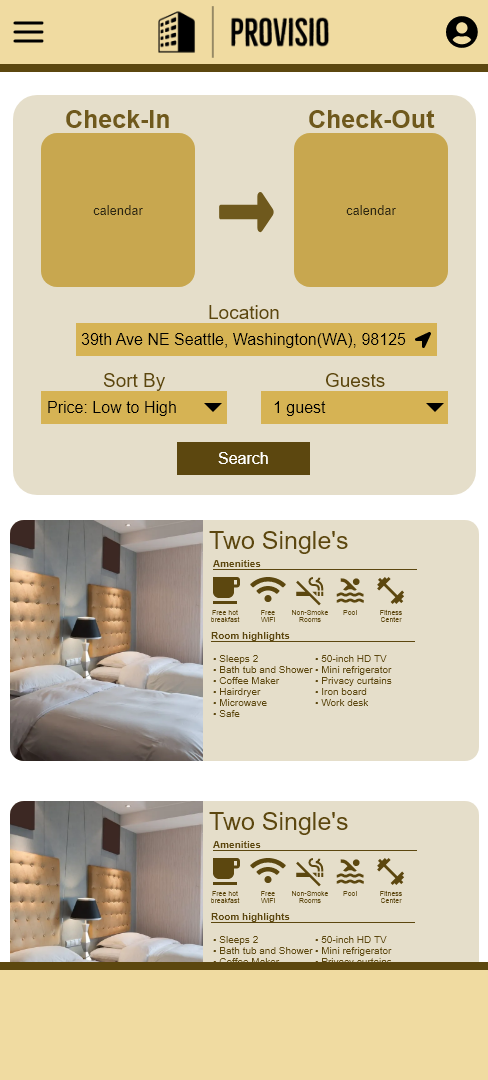 PROVISIO
Check-In
Check-Out
calendar
calendar
Location
39th Ave NE Seattle, Washington(WA), 98125
Sort By
Guests
Price: Low to High
1 guest
Search
Two Single's
Amenities
Free hot breakfast
Free WIFI
Non-Smoke Rooms
Pool
Fitness Center
Room highlights
• Sleeps 2
• Bath tub and Shower
• Coffee Maker
• Hairdryer
• Microwave
• Safe
• 50-inch HD TV
• Mini refrigerator
• Privacy curtains
• Iron board
• Work desk
Two Single's
Amenities
Free hot breakfast
Free WIFI
Non-Smoke Rooms
Pool
Fitness Center
Room highlights
• Sleeps 2
• Bath tub and Shower
• Coffee Maker
• 50-inch HD TV
• Mini refrigerator
• Privacy curtains